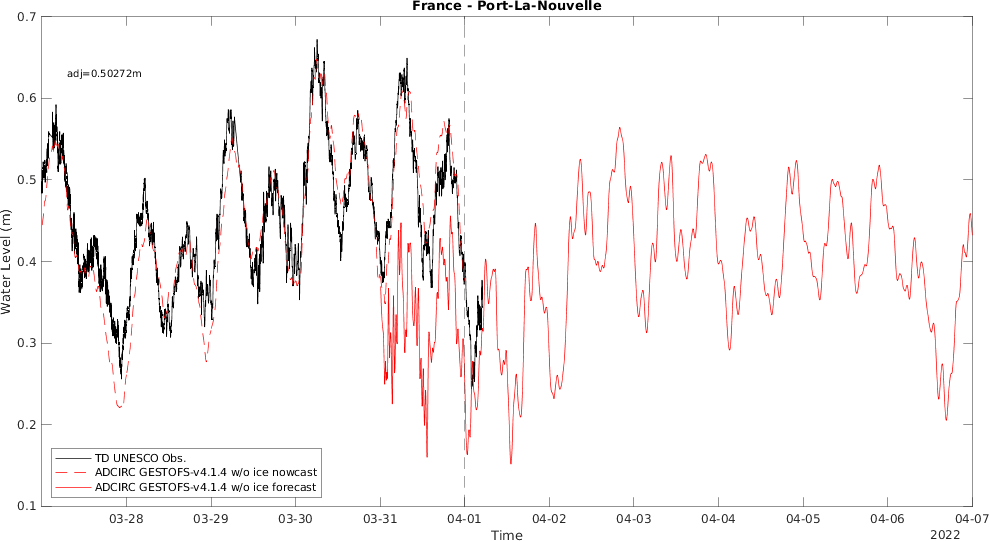 France - Port-La-Nouvelle
0.7
adj=0.50272m
0.6
0.5
0.4
0.3
0.2
0.1
Water Level (m)
TD UNESCO Obs.
ADCIRC GESTOFS-v4.1.4 w/o ice nowcast
ADCIRC GESTOFS-v4.1.4 w/o ice forecast
03-28 03-29 03-30 03-31 04-01 04-02 04-03 04-04 04-05 04-06 04-07
Time
2022